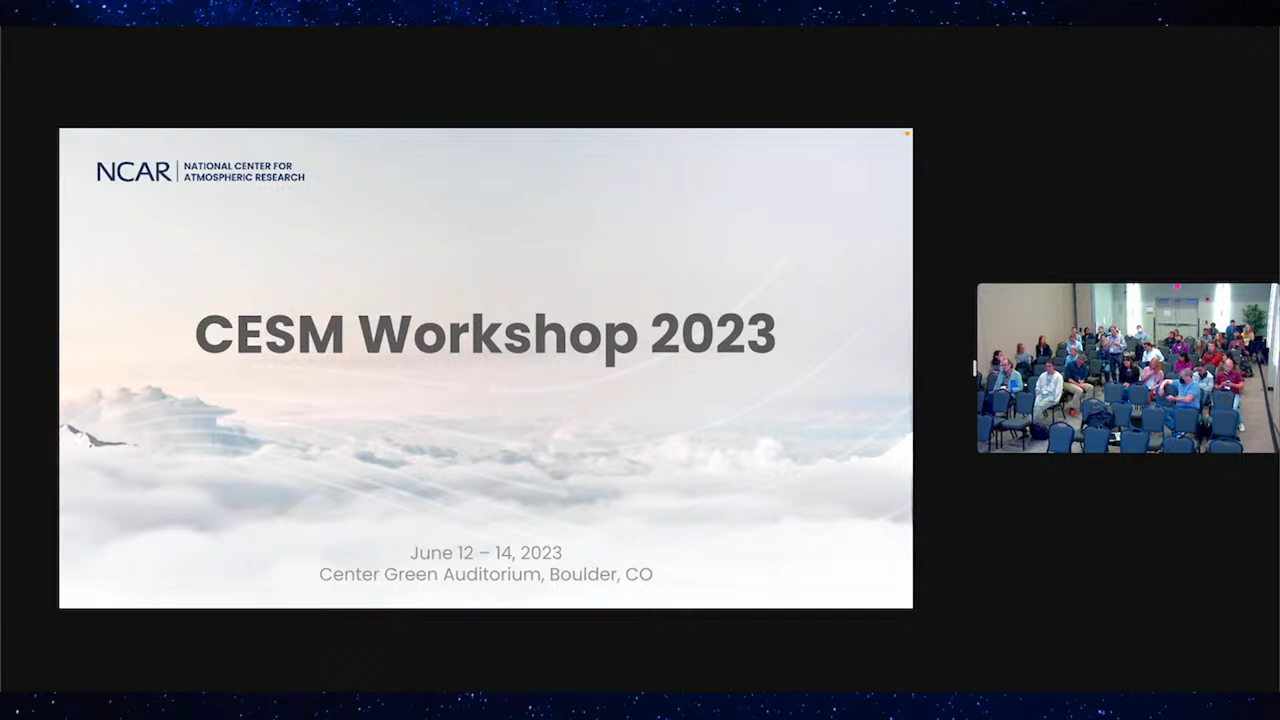 NCAR
NATIONAL CENTER FOR
ATMOSPHERIC RESEARCH
CESM Workshop 2023
June 12 – 14, 2023
Center Green Auditorium, Boulder, CO